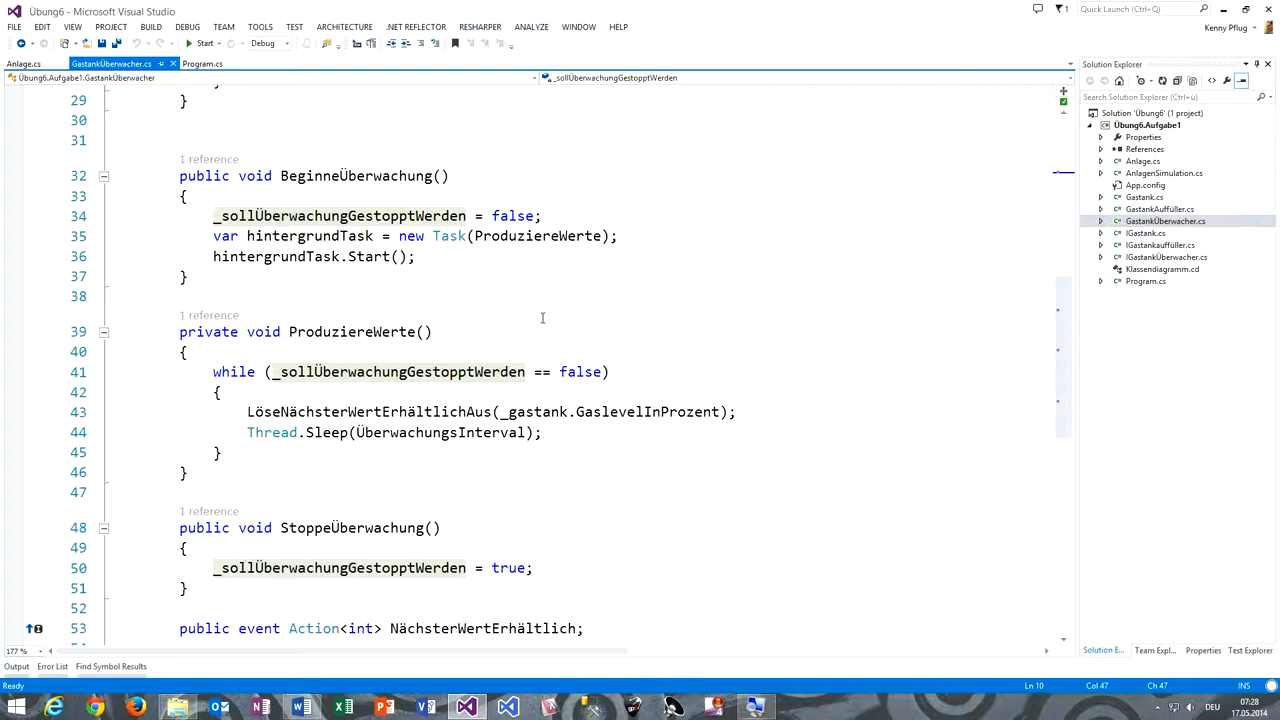 Übung6 - Microsoft Visual Studio
1
Quick Launch (Ctrl+Q)
FILE EDIT VIEW PROJECT BUILD DEBUG TEAM TOOLS TEST ARCHITECTURE .NET REFLECTOR RESHARPER ANALYZE WINDOW HELP
Kenny Pflug
Start Debug
Anlage.cs GastankÜberwacher.cs Program.cs
Übung6.Aufgabe1.GastankÜberwacher _sollÜberwachungGestopptWerden
29 }
30
31
1 reference
32 public void BeginneÜberwachung()
33 {
34 _sollÜberwachungGestopptWerden = false;
35 var hintergrundTask = new Task(ProduziereWerte);
36 hintergrundTask.Start();
37 }
38
1 reference
39 private void ProduziereWerte()
40 {
41 while (_sollÜberwachungGestopptWerden == false)
42 {
43 LöseNächsterWertErhältlichAus(_gastank.GaslevelInProzent);
44 Thread.Sleep(ÜberwachungsInterval);
45 }
46 }
47
1 reference
48 public void StoppeÜberwachung()
49 {
50 _sollÜberwachungGestopptWerden = true;
51 }
52
53 public event Action<int> NächsterWertErhältlich;
177 %
Solution Explorer
Search Solution Explorer (Ctrl+ü)
Solution 'Übung6' (1 project)
Übung6.Aufgabe1
Properties
References
Anlage.cs
AnlagenSimulation.cs
App.config
Gastank.cs
GastankAuffüller.cs
GastankÜberwacher.cs
IGastank.cs
IGastankauffüller.cs
IGastankÜberwacher.cs
Klassendiagramm.cd
Program.cs
Solution E... Team Expl... Properties Test Explorer
Output Error List Find Symbol Results
Ready Ln 10 Col 47 Ch 47 INS
DEU
07:28
17.05.2014